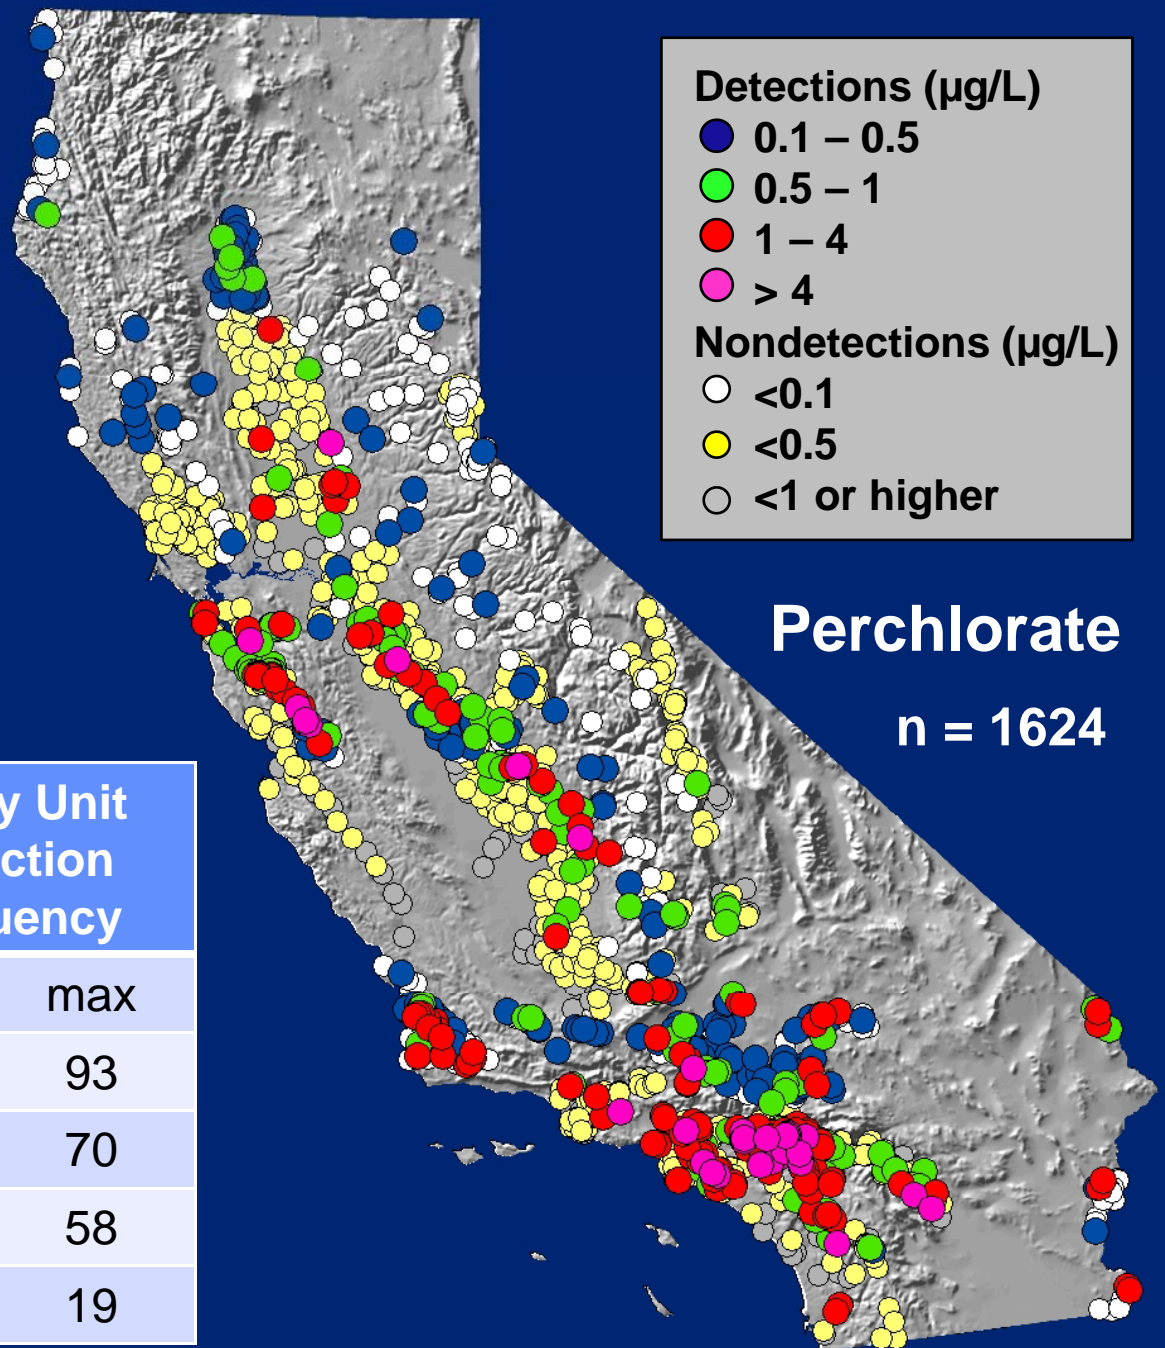 Detections (µg/L)
0.1 – 0.5
0.5 – 1
1 – 4
> 4
Nondetections (µg/L)
<0.1
<0.5
<1 or higher
Perchlorate
n = 1624
y Unit
ction
uency
max
93
70
58
19